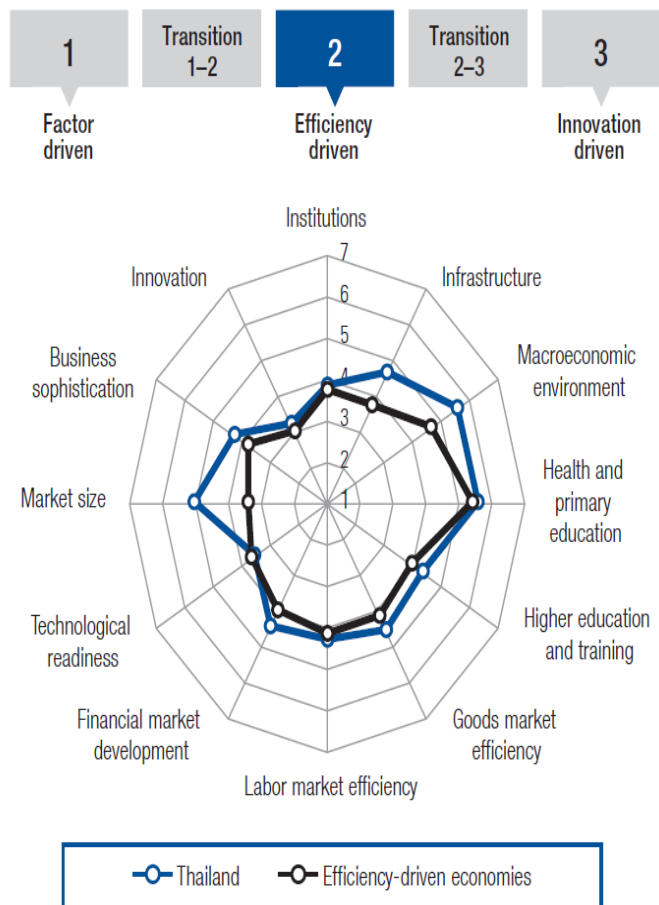 1
Transition
1–2
2
Transition
2–3
3
Factor
driven
Efficiency
driven
Innovation
driven
Institutions
7
Innovation
Infrastructure
6
5
Business
sophistication
Macroeconomic
environment
4
3
Market size
Health and
primary
education
2
1
Technological
readiness
Higher education
and training
Financial market
development
Goods market
efficiency
Labor market efficiency
Thailand
Efficiency-driven economies